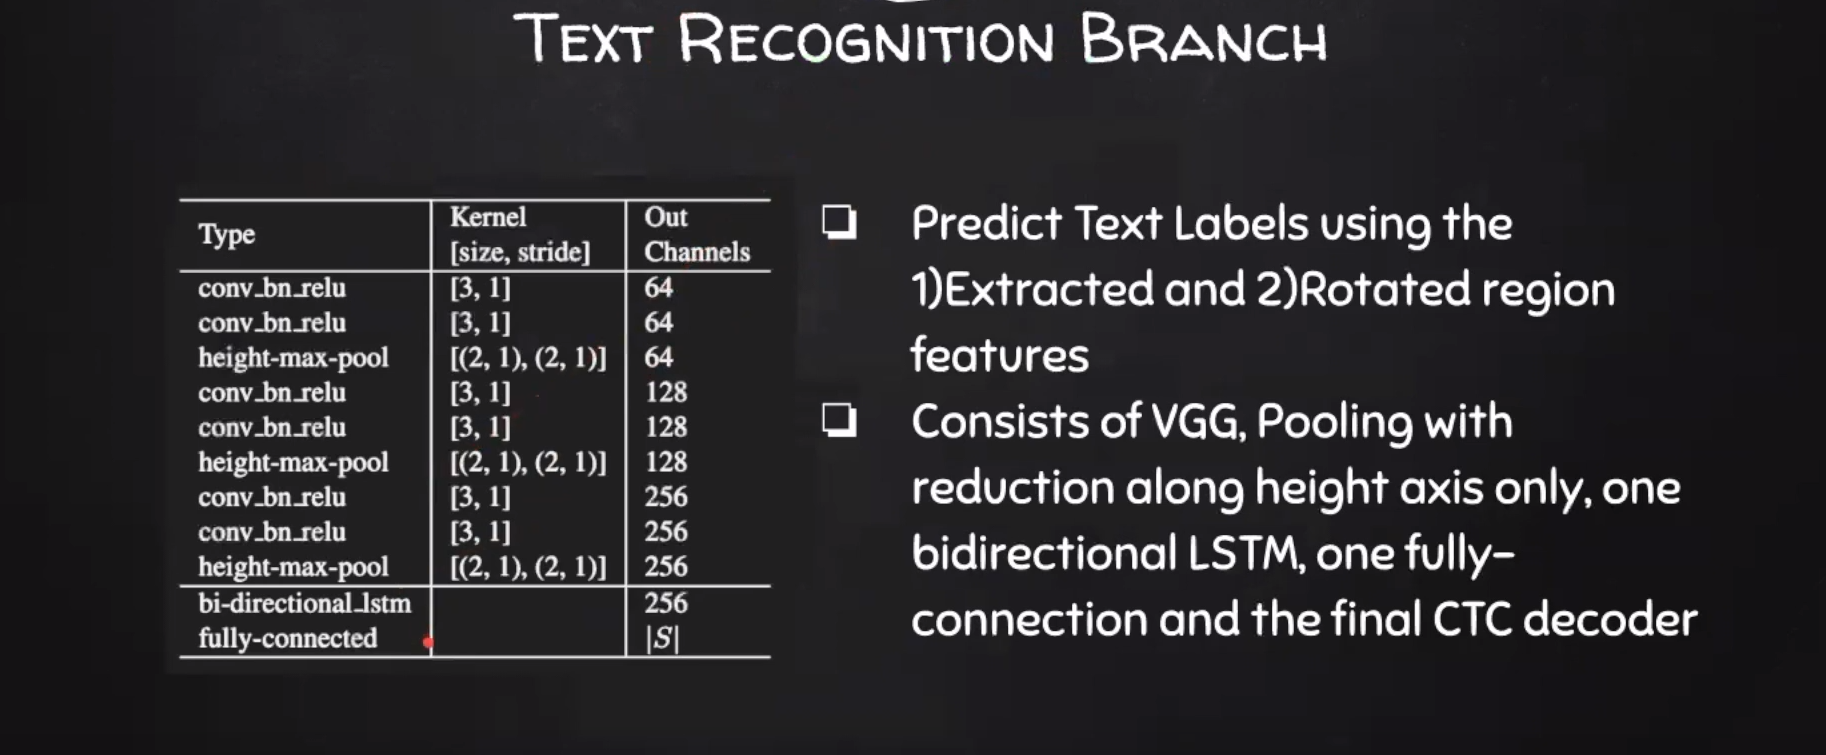 TEXT RECOGNITION BRANCH
Type Kernel [size, stride] Out Channels
conv_bn_relu [3, 1] 64
conv_bn_relu [3, 1] 64
height-max-pool [(2, 1), (2, 1)] 64
conv_bn_relu [3, 1] 128
conv_bn_relu [3, 1] 128
height-max-pool [(2, 1), (2, 1)] 128
conv_bn_relu [3, 1] 256
conv_bn_relu [3, 1] 256
height-max-pool [(2, 1), (2, 1)] 256
bi-directional_lstm 256
fully-connected |S|
Predict Text Labels using the
1)Extracted and 2)Rotated region
features
Consists of VGG, Pooling with
reduction along height axis only, one
bidirectional LSTM, one fully-
connection and the final CTC decoder